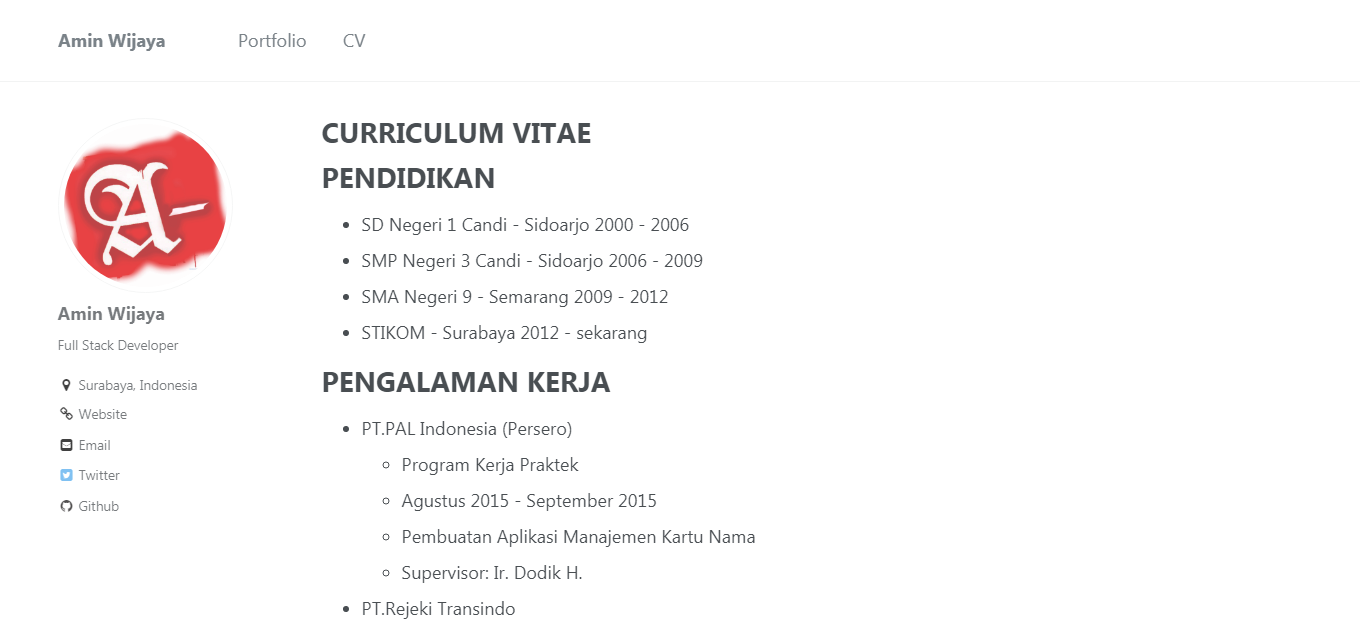 Amin Wijaya
Portfolio
CV
A-
Amin Wijaya
Full Stack Developer
Surabaya, Indonesia
Website
Email
Twitter
Github
CURRICULUM VITAE
PENDIDIKAN
SD Negeri 1 Candi - Sidoarjo 2000 - 2006
SMP Negeri 3 Candi - Sidoarjo 2006 - 2009
SMA Negeri 9 - Semarang 2009 - 2012
STIKOM - Surabaya 2012 - sekarang
PENGALAMAN KERJA
PT.PAL Indonesia (Persero)
Program Kerja Praktek
Agustus 2015 - September 2015
Pembuatan Aplikasi Manajemen Kartu Nama
Supervisor: Ir. Dodik H.
PT.Rejeki Transindo